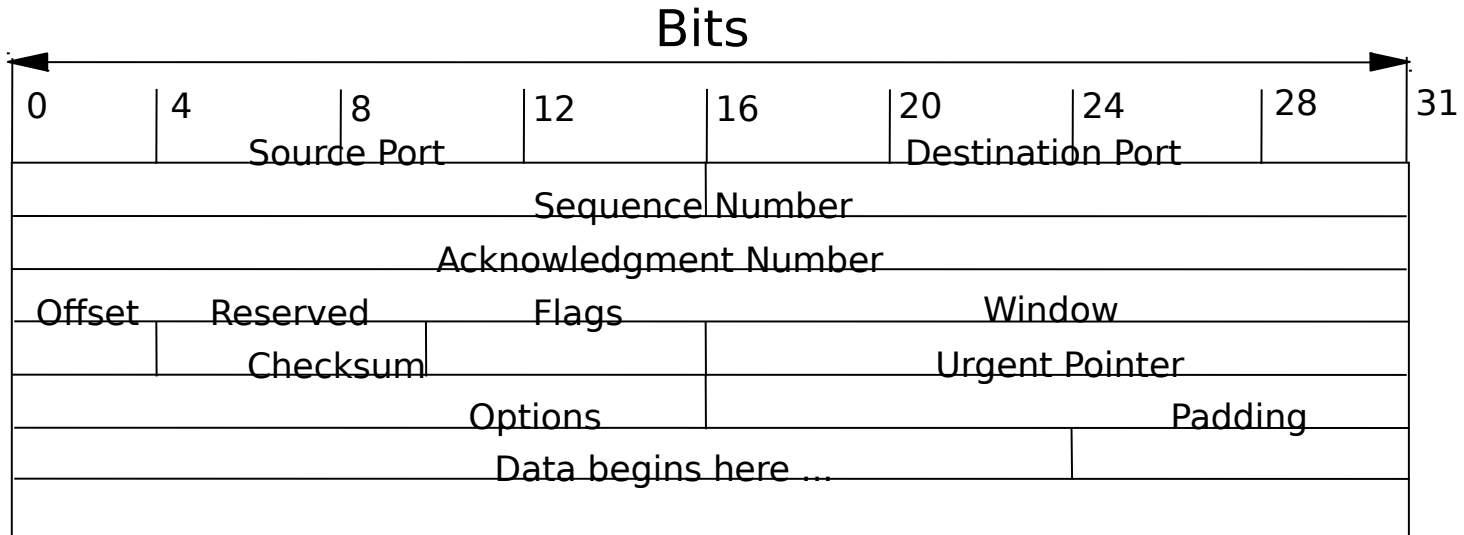 Bits
0 4 8 12 16 20 24 28 31
Source Port Destination Port
Sequence Number
Acknowledgment Number
Offset Reserved Flags Window
Checksum Urgent Pointer
Options Padding
Data begins here ...